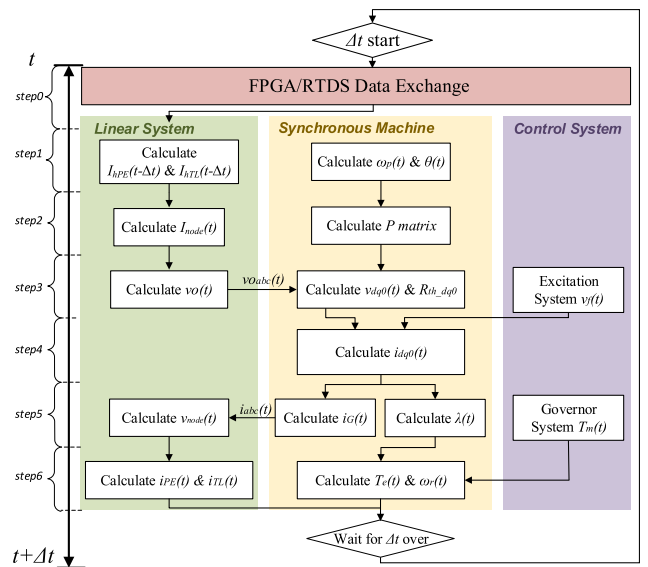 Δt start
t
FPGA/RTDS Data Exchange
step0
Linear System
Synchronous Machine
Control System
step1
Calculate
IhPE(t-Δt) & IhTL(t-Δt)
Calculate ωp(t) & θ(t)
step2
Calculate Inode(t)
Calculate P matrix
step3
Calculate vo(t)
voabc(t)
Calculate vdq0(t) & Rth_dq0
Excitation
System vf(t)
step4
Calculate idq0(t)
step5
Calculate vnode(t)
iabc(t)
Calculate iG(t)
Calculate λ(t)
Governor
System Tm(t)
step6
Calculate iPE(t) & iTL(t)
Calculate Te(t) & ωr(t)
Wait for Δt over
t+Δt